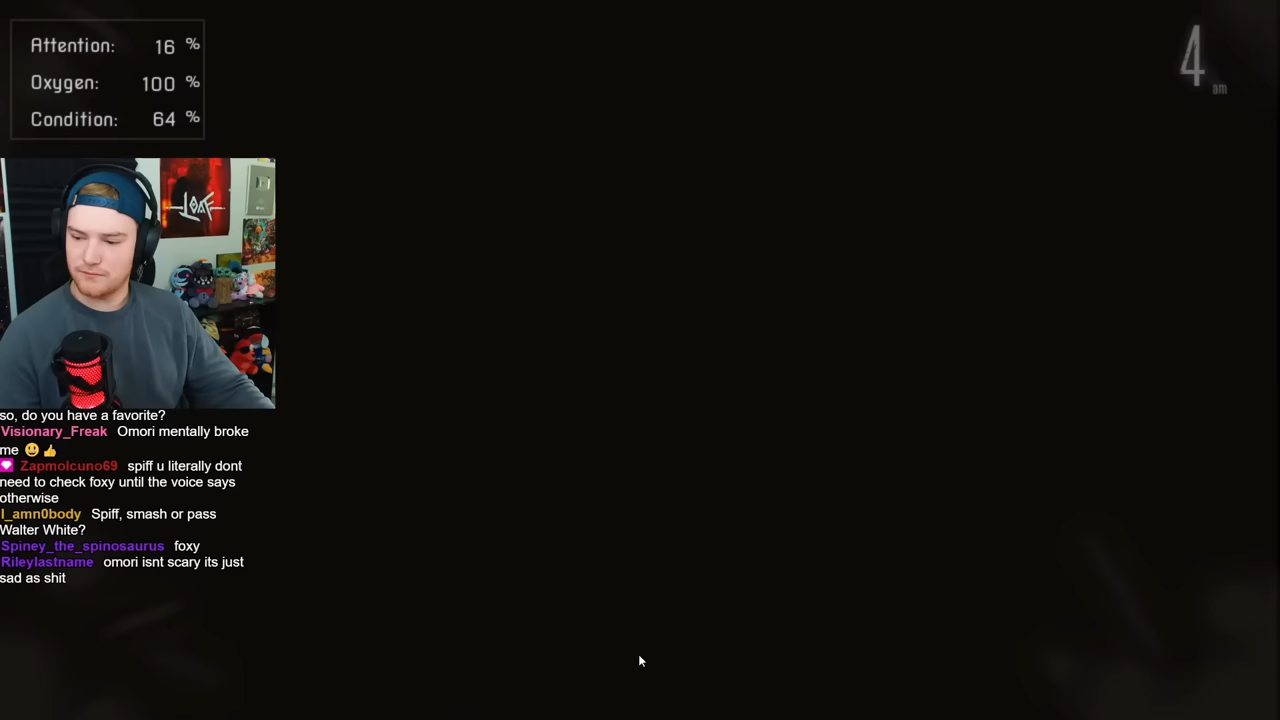 Attention: 16 %
Oxygen: 100 %
Condition: 64 %
4
am
LOAF
so, do you have a favorite?
Visionary_Freak Omori mentally broke
me 😃 👍
Zapmolcuno69 spiff u literally dont
need to check foxy until the voice says
otherwise
I_amn0body Spiff, smash or pass
Walter White?
Spiney_the_spinosaurus foxy
Rileylastname omori isnt scary its just
sad as shit